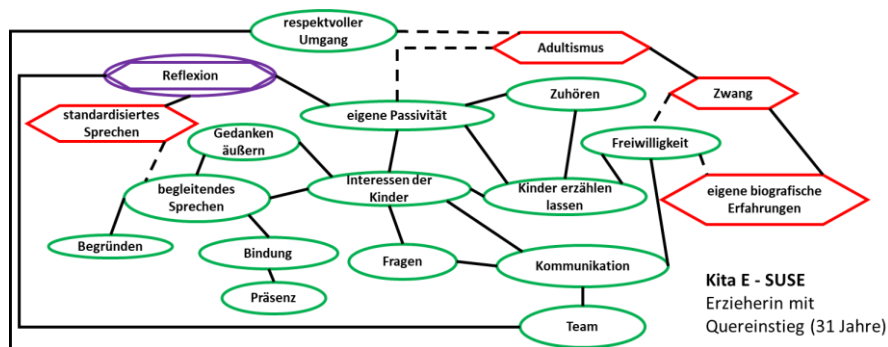 respektvoller
Umgang
Adultismus
Reflexion
Zuhören
Zwang
standardisiertes
Sprechen
eigene Passivität
Gedanken
äußern
Freiwilligkeit
begleitendes
Sprechen
Interessen der
Kinder
Kinder erzählen
lassen
eigene biografische
Erfahrungen
Begründen
Bindung
Fragen
Kommunikation
Präsenz
Team
Kita E - SUSE
Erzieherin mit
Quereinstieg (31 Jahre)